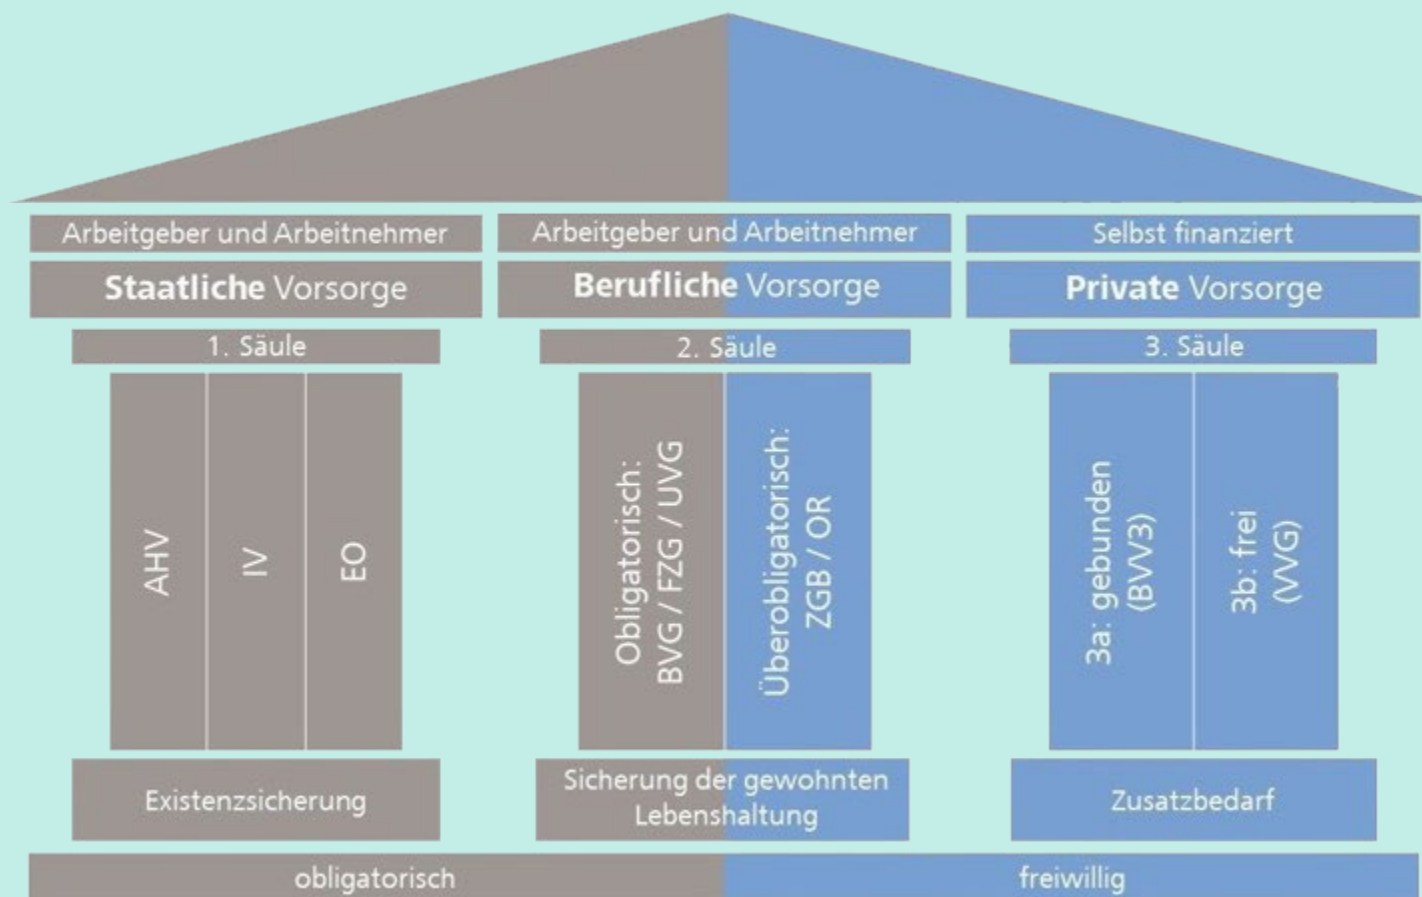 Arbeitgeber und Arbeitnehmer
Staatliche Vorsorge
1. Säule
AHV
IV
EO
Existenzsicherung
Arbeitgeber und Arbeitnehmer
Berufliche Vorsorge
2. Säule
Obligatorisch:
BVG / FZG / UVG
Überobligatorisch:
ZGB / OR
Sicherung der gewohnten
Lebenshaltung
Selbst finanziert
Private Vorsorge
3. Säule
3a: gebunden
(BVV3)
3b: frei
(VVG)
Zusatzbedarf
obligatorisch
freiwillig